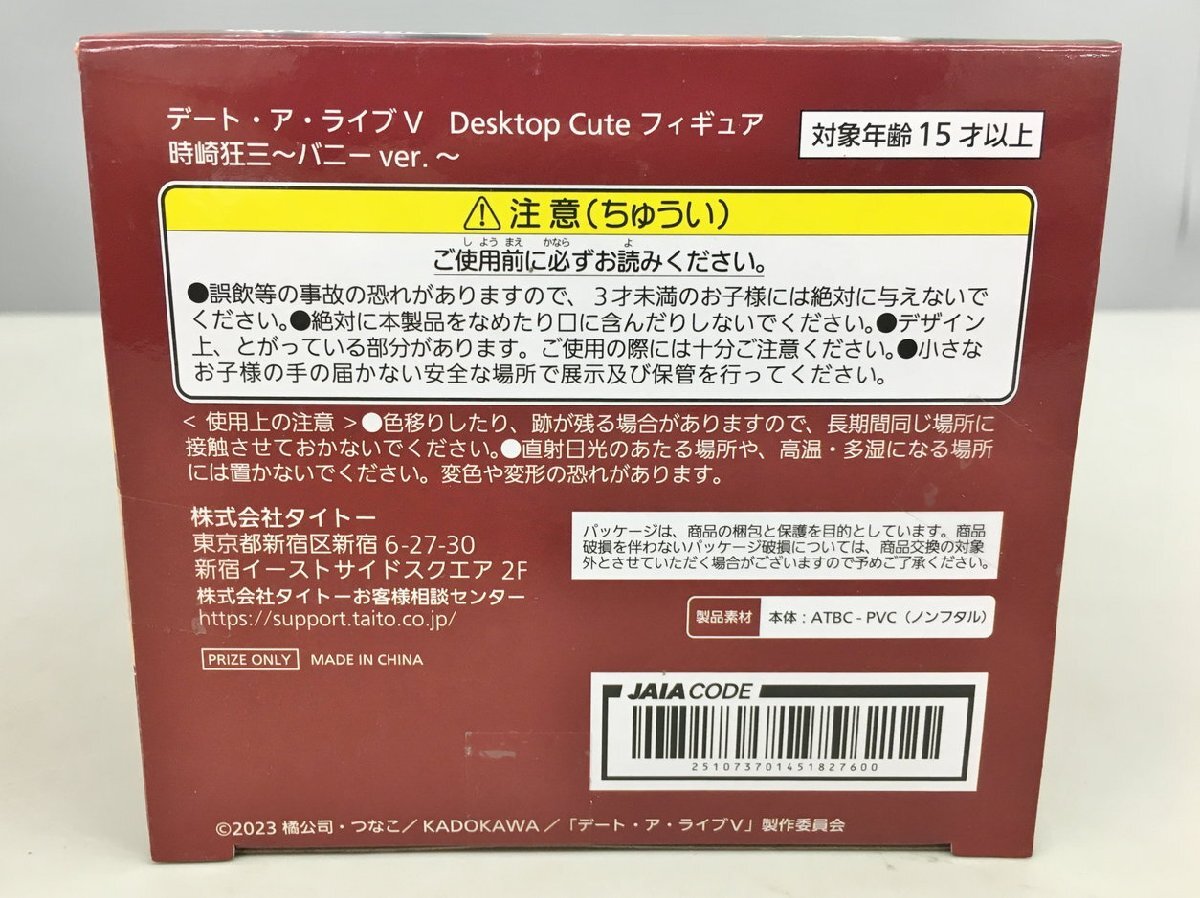 デート・ア・ライブⅤ Desktop Cute フィギュア
時崎狂三～バニー ver.～
対象年齢 15 才以上
⚠注意(ちゅうい)
しようまえ かなら よ
ご使用前に必ずお読みください。
●誤飲等の事故の恐れがありますので、３才未満のお子様には絶対に与えないで
ください。●絶対に本製品をなめたり口に含んだりしないでください。●デザイン
上、とがっている部分があります。ご使用の際には十分ご注意ください。●小さな
お子様の手の届かない安全な場所で展示及び保管を行ってください。
< 使用上の注意 >●色移りしたり、跡が残る場合がありますので、長期間同じ場所に
接触させておかないでください。●直射日光のあたる場所や、高温・多湿になる場所
には置かないでください。変色や変形の恐れがあります。
株式会社タイトー
東京都新宿区新宿 6-27-30
新宿イーストサイドスクエア 2F
株式会社タイトーお客様相談センター
https://support.taito.co.jp/
PRIZE ONLY MADE IN CHINA
パッケージは、商品の梱包と保護を目的としています。商品
破損を伴わないパッケージ破損については、商品交換の対象
外とさせていただく場合がございますので予めご了承ください。
製品素材 本体 : ATBC - PVC（ノンフタル）
JAIA CODE
251073701451827600
©2023 橘公司・つなこ／KADOKAWA／「デート・ア・ライブⅤ」製作委員会